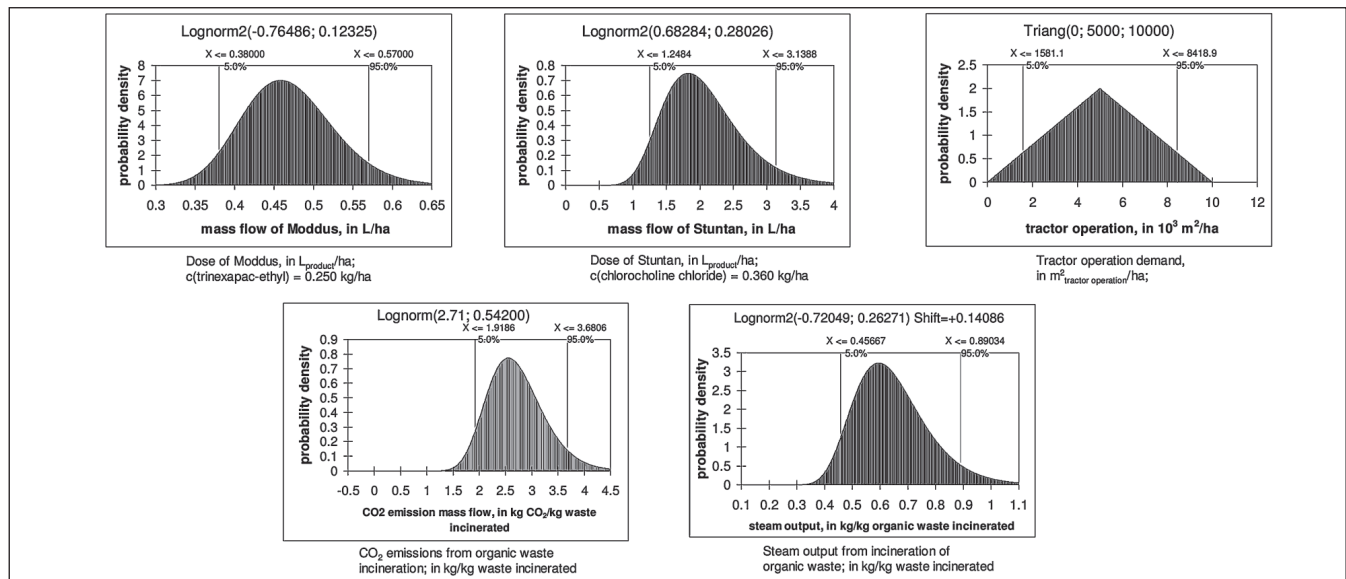 Lognorm2(-0.76486; 0.12325)
X <= 0.38000
5.0%
X <= 0.57000
95.0%
probability density
8
7
6
5
4
3
2
1
0
0.3 0.35 0.4 0.45 0.5 0.55 0.6 0.65
mass flow of Moddus, in L/ha
Dose of Moddus, in Lproduct/ha;
c(trinexapac-ethyl) = 0.250 kg/ha
Lognorm2(0.68284; 0.28026)
X <= 1.2484
5.0%
X <= 3.1388
95.0%
probability density
0.8
0.7
0.6
0.5
0.4
0.3
0.2
0.1
0
0 0.5 1 1.5 2 2.5 3 3.5 4
mass flow of Stuntan, in L/ha
Dose of Stuntan, in Lproduct/ha;
c(chlorocholine chloride) = 0.360 kg/ha
Triang(0; 5000; 10000)
X <= 1581.1
5.0%
X <= 8418.9
95.0%
probability density
2.5
2
1.5
1
0.5
0
0 2 4 6 8 10 12
tractor operation, in 10³ m²/ha
Tractor operation demand,
in m²tractor operation/ha;
Lognorm(2.71; 0.54200)
X <= 1.9186
5.0%
X <= 3.6806
95.0%
probability density
0.9
0.8
0.7
0.6
0.5
0.4
0.3
0.2
0.1
0
-0.5 0 0.5 1 1.5 2 2.5 3 3.5 4 4.5
CO2 emission mass flow, in kg CO₂/kg waste
incinerated
CO₂ emissions from organic waste
incineration; in kg/kg waste incinerated
Lognorm2(-0.72049; 0.26271) Shift=+0.14086
X <= 0.45667
5.0%
X <= 0.89034
95.0%
probability density
3.5
3
2.5
2
1.5
1
0.5
0
0.1 0.2 0.3 0.4 0.5 0.6 0.7 0.8 0.9 1 1.1
steam output, in kg/kg organic waste incinerated
Steam output from incineration of
organic waste; in kg/kg waste incinerated